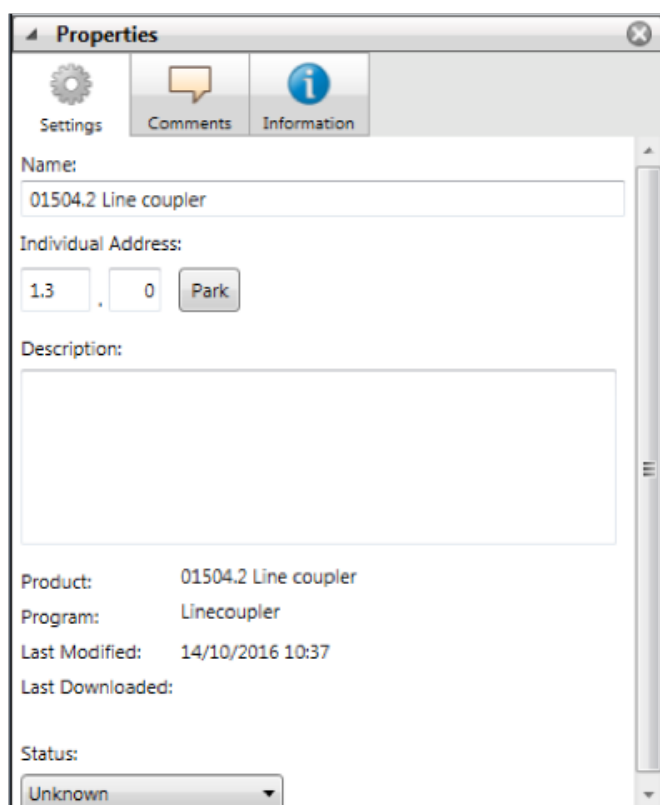 Properties
Settings Comments Information
Name:
01504.2 Line coupler
Individual Address:
1.3 . 0 Park
Description:
Product: 01504.2 Line coupler
Program: Linecoupler
Last Modified: 14/10/2016 10:37
Last Downloaded:
Status:
Unknown